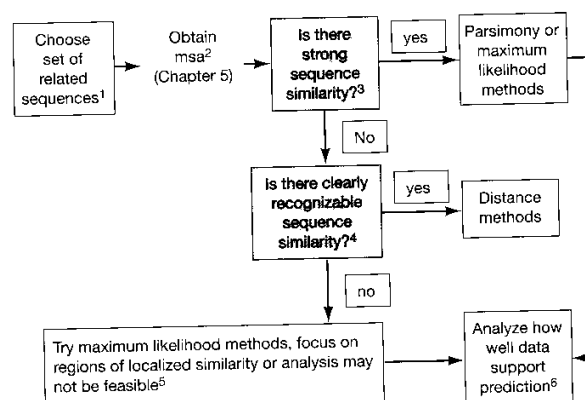 Choose
set of
related
sequences¹
Obtain
msa²
(Chapter 5)
Is there
strong
sequence
similarity?³
yes
Parsimony or
maximum
likelihood
methods
No
Is there clearly
recognizable
sequence
similarity?⁴
yes
Distance
methods
no
Try maximum likelihood methods, focus on
regions of localized similarity or analysis may
not be feasible⁵
Analyze how
well data
support
prediction⁶